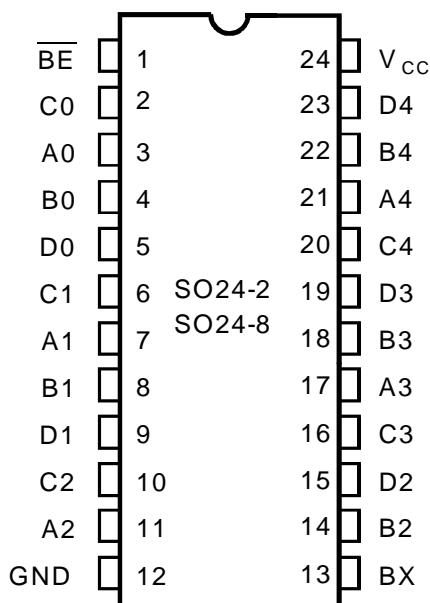 B̅E̅ 1 24 VCC
C0 2 23 D4
A0 3 22 B4
B0 4 21 A4
D0 5 20 C4
C1 6 SO24-2 19 D3
A1 7 SO24-8 18 B3
B1 8 17 A3
D1 9 16 C3
C2 10 15 D2
A2 11 14 B2
GND 12 13 BX